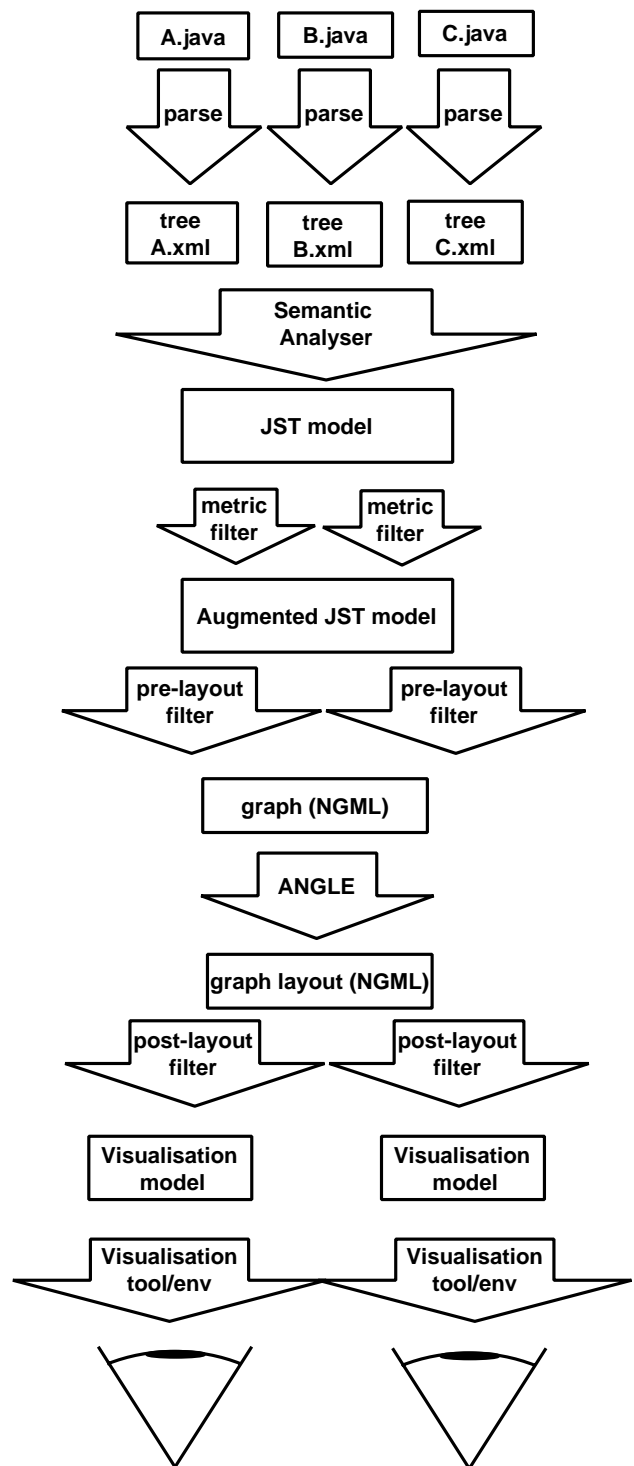 A.java
B.java
C.java
parse
parse
parse
tree
A.xml
tree
B.xml
tree
C.xml
Semantic
Analyser
JST model
metric
filter
metric
filter
Augmented JST model
pre-layout
filter
pre-layout
filter
graph (NGML)
ANGLE
graph layout (NGML)
post-layout
filter
post-layout
filter
Visualisation
model
Visualisation
model
Visualisation
tool/env
Visualisation
tool/env